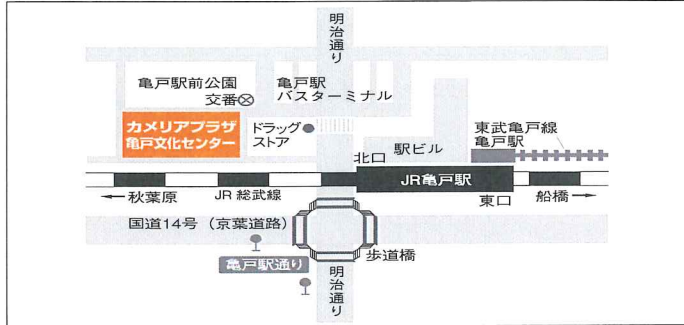 明治通り
亀戸駅前公園
交番
亀戸駅
バスターミナル
カメリアプラザ
亀戸文化センター
ドラッグ
ストア
東武亀戸線
亀戸駅
北口
駅ビル
JR亀戸駅
←秋葉原
JR 総武線
東口
船橋→
国道14号（京葉道路）
歩道橋
亀戸駅通り
明治通り